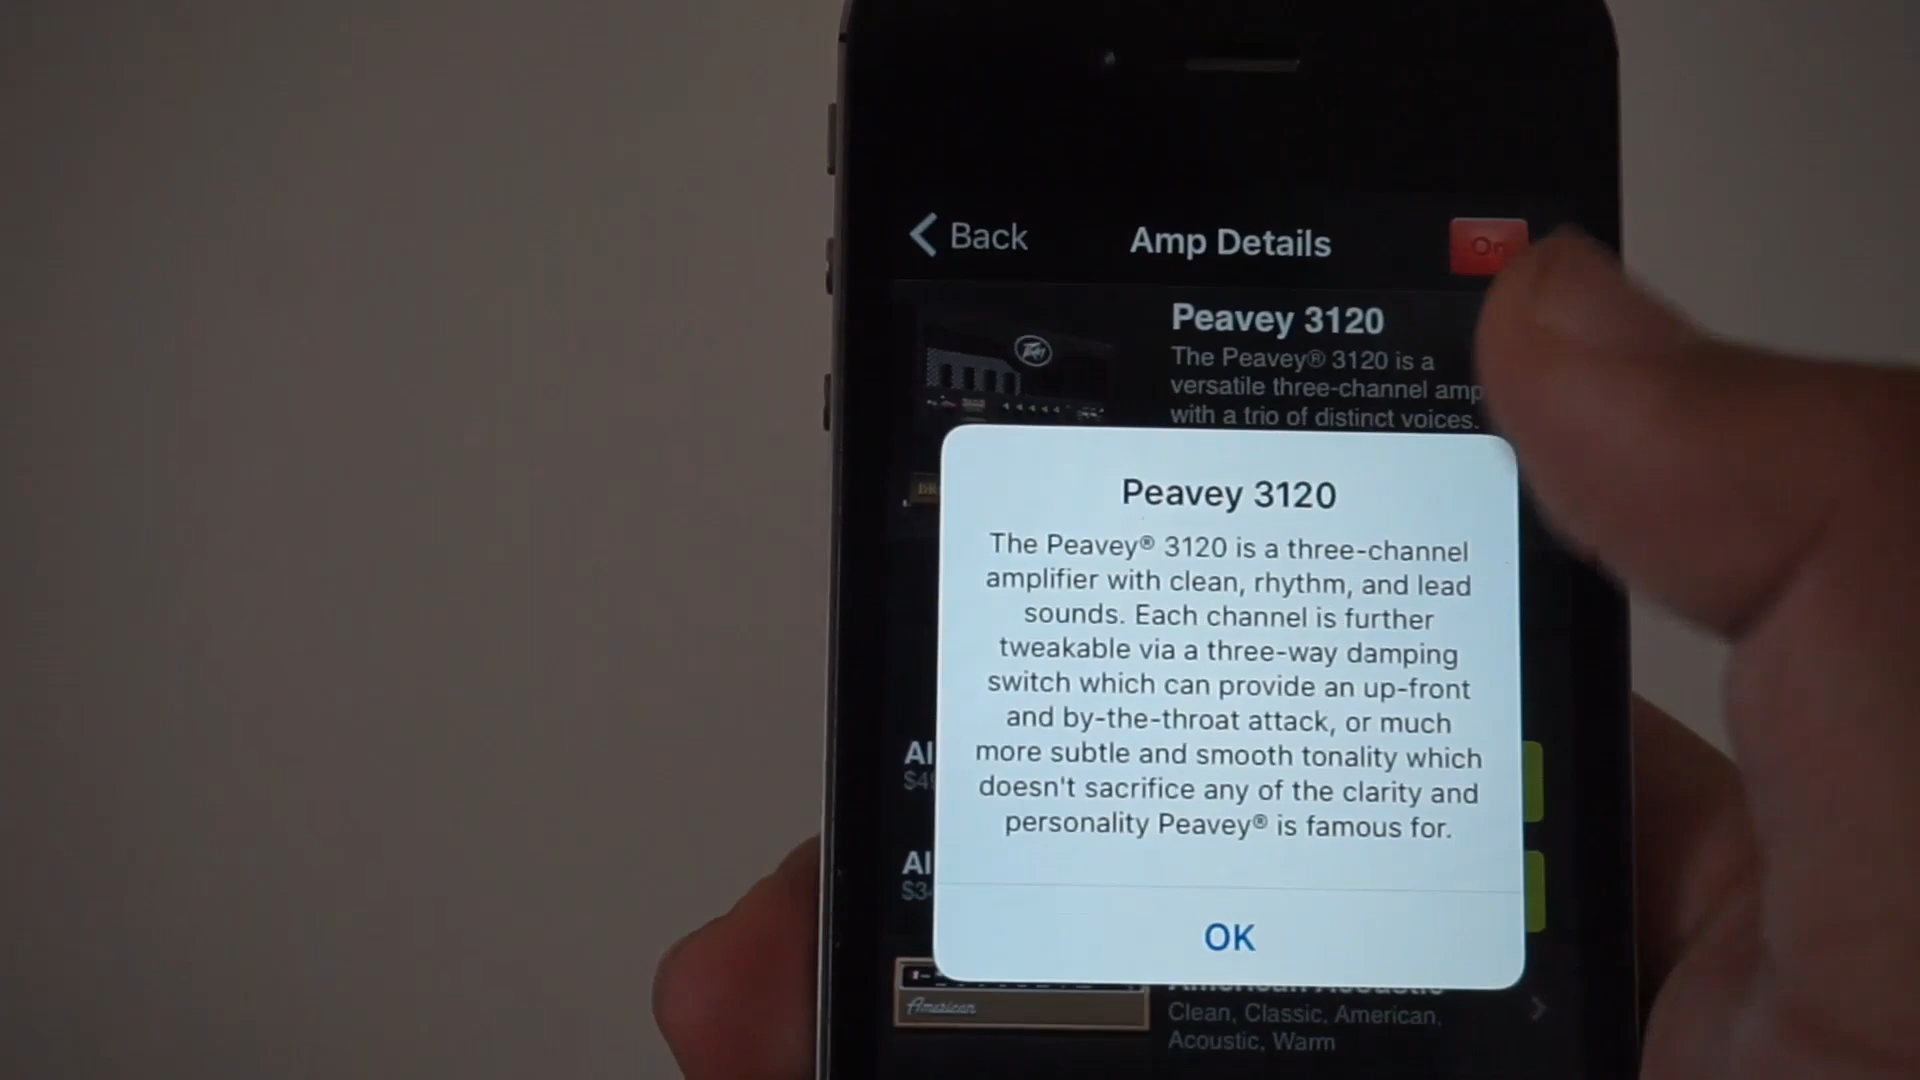 Back
Amp Details
Peavey 3120
The Peavey® 3120 is a
versatile three-channel amp
with a trio of distinct voices.
Peavey 3120
The Peavey® 3120 is a three-channel
amplifier with clean, rhythm, and lead
sounds. Each channel is further
tweakable via a three-way damping
switch which can provide an up-front
and by-the-throat attack, or much
more subtle and smooth tonality which
doesn't sacrifice any of the clarity and
personality Peavey® is famous for.
OK
American
Clean, Classic, American,
Acoustic, Warm